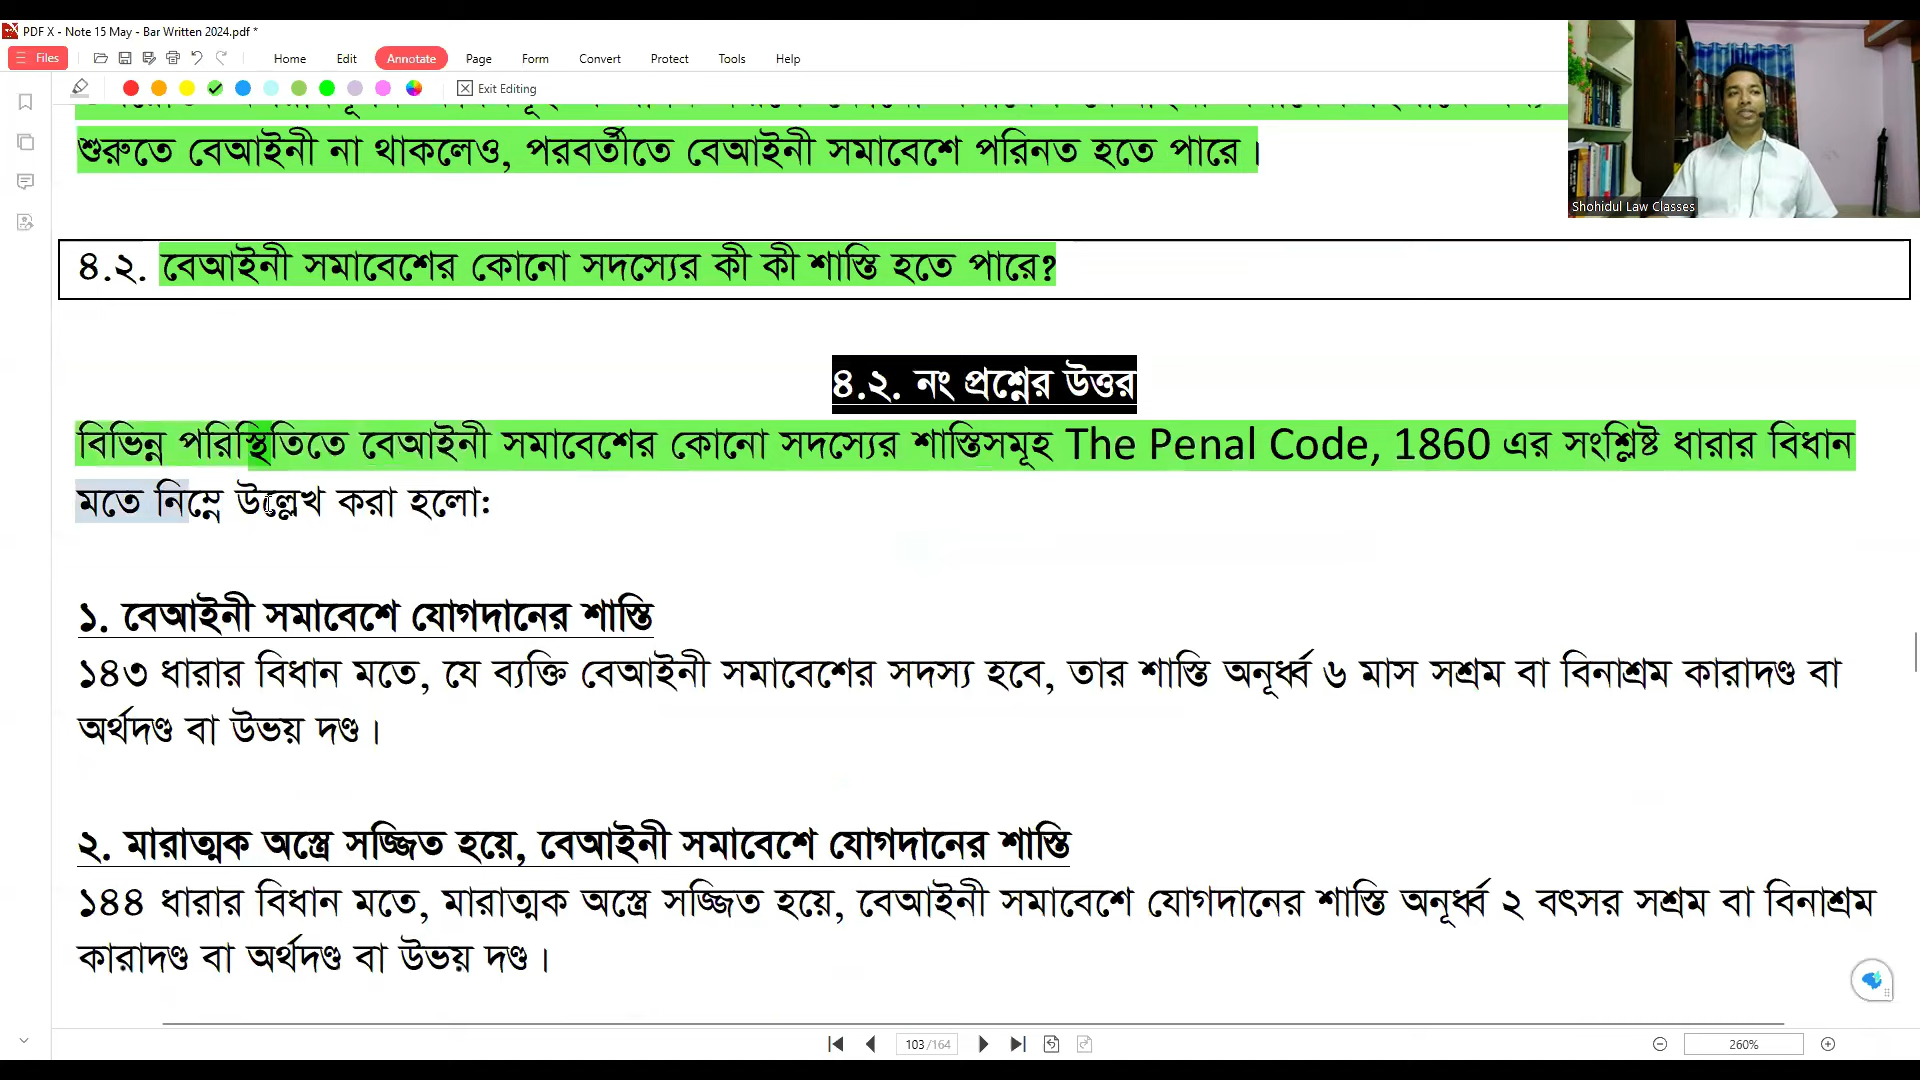 PDF X - Note 15 May - Bar Written 2024.pdf *
Files
Home Edit Annotate Page Form Convert Protect Tools Help
Exit Editing
শুরুতে বেআইনী না থাকলেও, পরবর্তীতে বেআইনী সমাবেশে পরিনত হতে পারে।
Shohidul Law Classes
৪.২. বেআইনী সমাবেশের কোনো সদস্যের কী কী শাস্তি হতে পারে?
৪.২. নং প্রশ্নের উত্তর
বিভিন্ন পরিস্থিতিতে বেআইনী সমাবেশের কোনো সদস্যের শাস্তিসমূহ The Penal Code, 1860 এর সংশ্লিষ্ট ধারার বিধান
মতে নিম্নে উল্লেখ করা হলো:
১. বেআইনী সমাবেশে যোগদানের শাস্তি
১৪৩ ধারার বিধান মতে, যে ব্যক্তি বেআইনী সমাবেশের সদস্য হবে, তার শাস্তি অনূর্ধ্ব ৬ মাস সশ্রম বা বিনাশ্রম কারাদণ্ড বা
অর্থদণ্ড বা উভয় দণ্ড।
২. মারাত্মক অস্ত্রে সজ্জিত হয়ে, বেআইনী সমাবেশে যোগদানের শাস্তি
১৪৪ ধারার বিধান মতে, মারাত্মক অস্ত্রে সজ্জিত হয়ে, বেআইনী সমাবেশে যোগদানের শাস্তি অনূর্ধ্ব ২ বৎসর সশ্রম বা বিনাশ্রম
কারাদণ্ড বা অর্থদণ্ড বা উভয় দণ্ড।
103 /164
260%